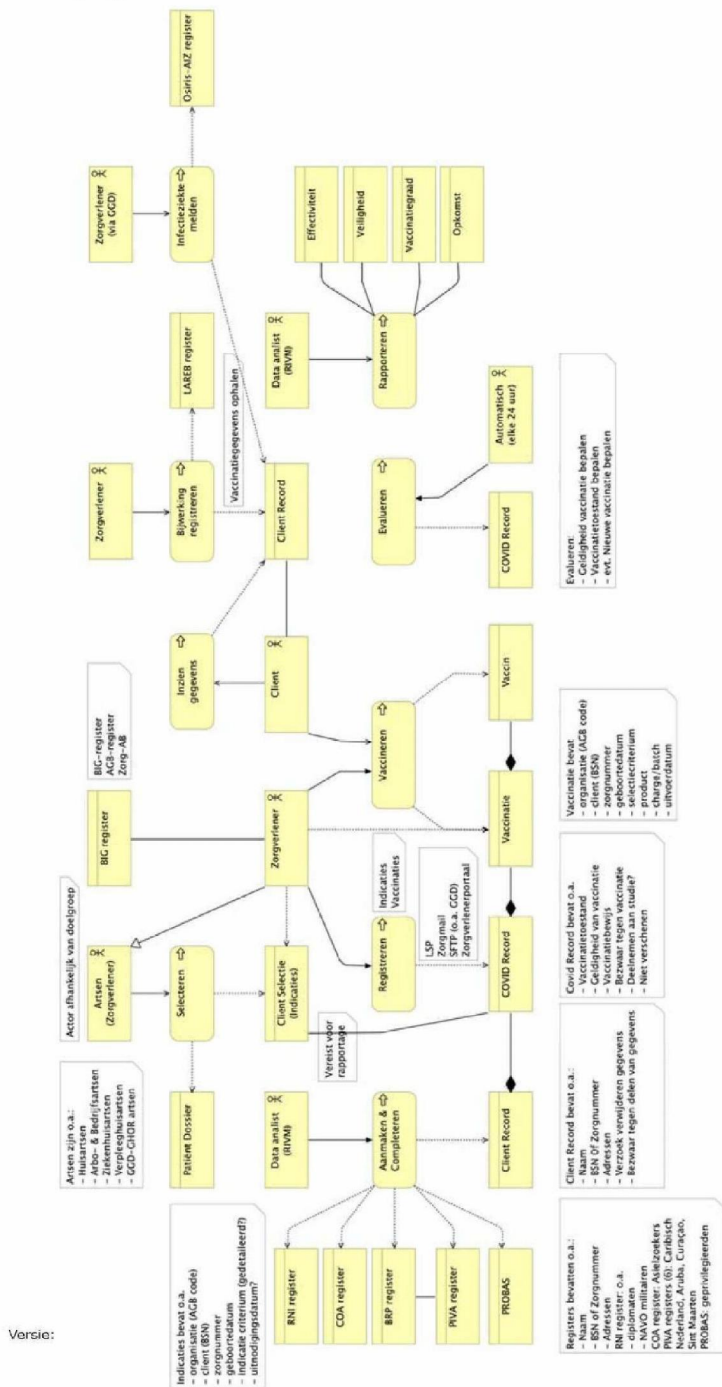 Versie:
Artsen zijn o.a.:
- Huisartsen
- Arbo- & Bedrijfsartsen
- Ziekenhuisartsen
- Verpleeghuisartsen
- GGD-GHOR artsen
Actor afhankelijk van doelgroep
Artsen
(Zorgverlener)
BIG register
BIG-register
AGB-register
Zorg-AB
Zorgverlener
LAREB register
Zorgverlener
(via GGD)
Osiris-AIZ register
Patiënt Dossier
Selecteren
Inzien
gegevens
Bijwerking
registreren
Infectieziekte
melden
Vaccinatiegegevens ophalen
Indicaties bevat o.a.
- organisatie (AGB code)
- client (BSN)
- zorgnummer
- geboortedatum
- indicatie criterium (gedetaileerd?)
- uitnodigingsdatum?
Data analist
(RIVM)
Client Selectie
(Indicaties)
Zorgverlener
Client
Client Record
Data analist
(RIVM)
Effectiviteit
Veiligheid
Vaccinatiegraad
Opkomst
RNI register
COA register
BRP register
PIVA register
PROBAS
Aanmaken &
Completeren
Vereist voor
rapportage
Registreren
Indicaties
Vaccinaties
LSP
Zorgmail
SFTP (o.a. GGD)
Zorgverlenerportaal
Vaccineren
Evalueren
Rapporteren
Automatisch
(elke 24 uur)
Client Record
COVID Record
Vaccinatie
Vaccin
COVID Record
Registers bevatten o.a.:
- Naam
- BSN of Zorgnummer
- Adressen
RNI register: o.a.
- diplomaten
- NAVO militairen
COA register: Asielzoekers
PIVA registers (6): Caribisch
Nederland, Aruba, Curaçao,
Sint Maarten
PROBAS: geprivilegieerden
Client Record bevat o.a.:
- Naam
- BSN Of Zorgnummer
- Adressen
- Verzoek verwijderen gegevens
- Bezwaar tegen delen van gegevens
Covid Record bevat o.a.
- Vaccinatietoestand
- Geldigheid van vaccinatie
- Vaccinatiebewijs
- Bezwaar tegen vaccinatie
- Deelnemen aan studie?
- Niet verschenen
Vaccinatie bevat
- organisatie (AGB code)
- client (BSN)
- zorgnummer
- geboortedatum
- selectiecriterium
- product
- charge/batch
- uitvoerdatum
Evalueren:
- Geldigheid vaccinatie bepalen
- Vaccinatietoestand bepalen
- evt. Nieuwe vaccinatie bepalen